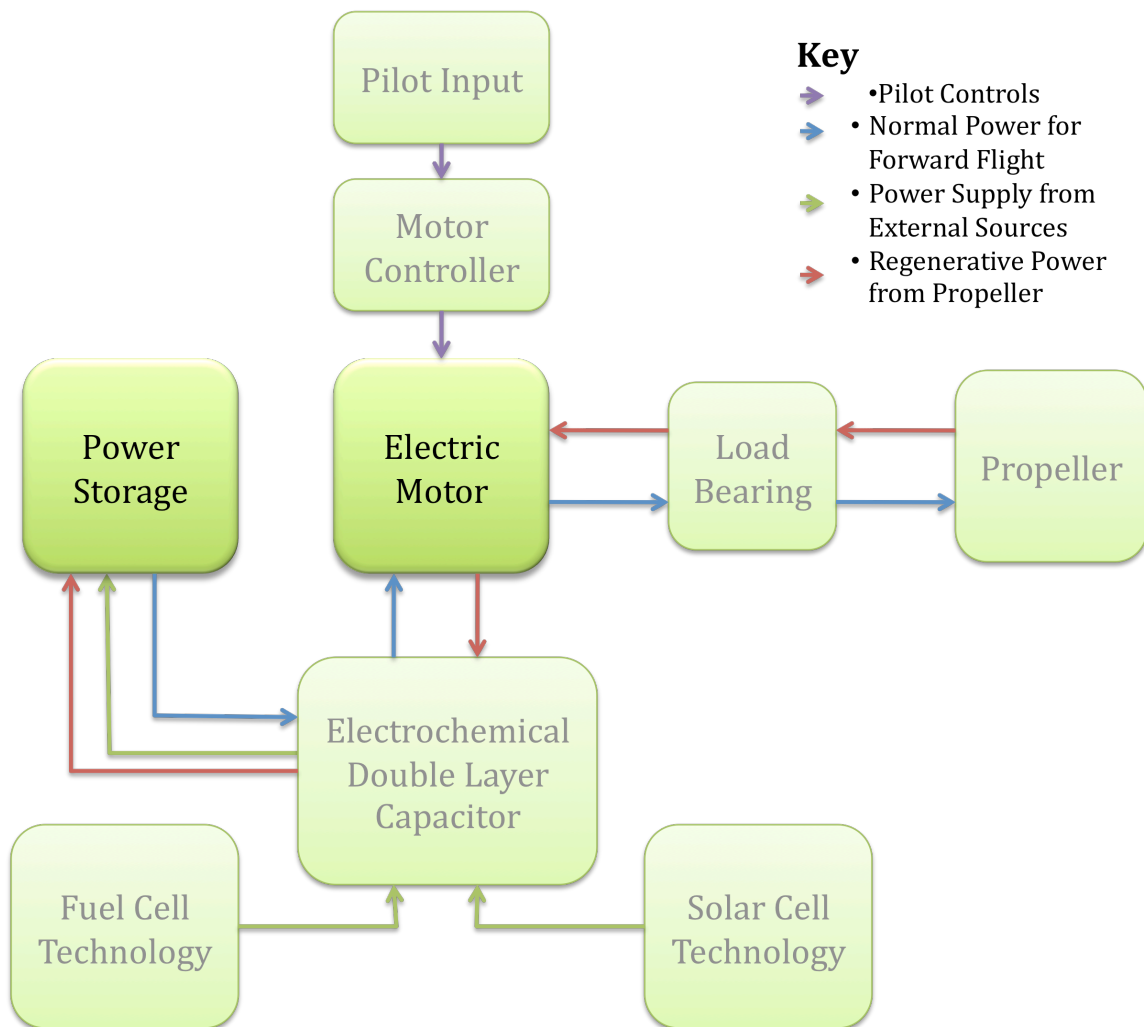 Pilot Input
Key
•Pilot Controls
• Normal Power for
Forward Flight
• Power Supply from
External Sources
• Regenerative Power
from Propeller
Motor
Controller
Power
Storage
Electric
Motor
Load
Bearing
Propeller
Electrochemical
Double Layer
Capacitor
Fuel Cell
Technology
Solar Cell
Technology